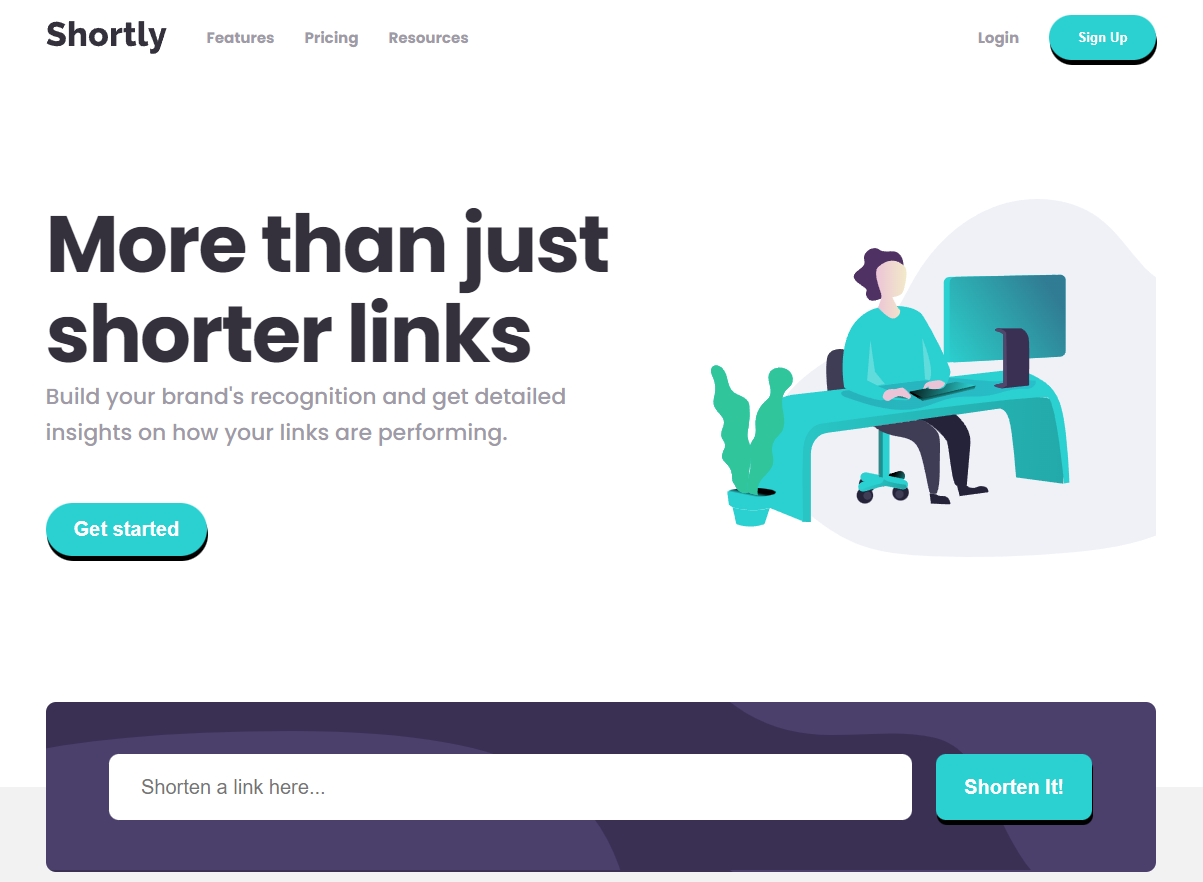 Shortly
Features
Pricing
Resources
Login
Sign Up
More than just
shorter links
Build your brand's recognition and get detailed
insights on how your links are performing.
Get started
Shorten a link here...
Shorten It!